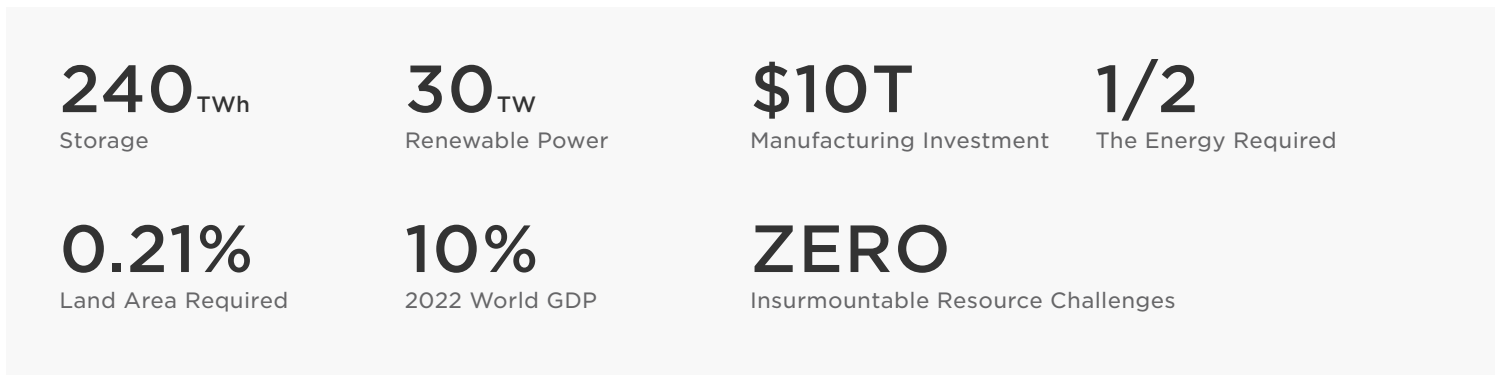 240TWh
Storage
30TW
Renewable Power
$10T
Manufacturing Investment
1/2
The Energy Required
0.21%
Land Area Required
10%
2022 World GDP
ZERO
Insurmountable Resource Challenges